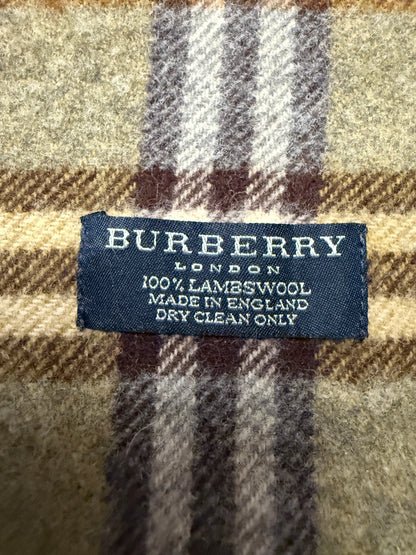 BURBERRY
LONDON
100% LAMBSWOOL
MADE IN ENGLAND
DRY CLEAN ONLY